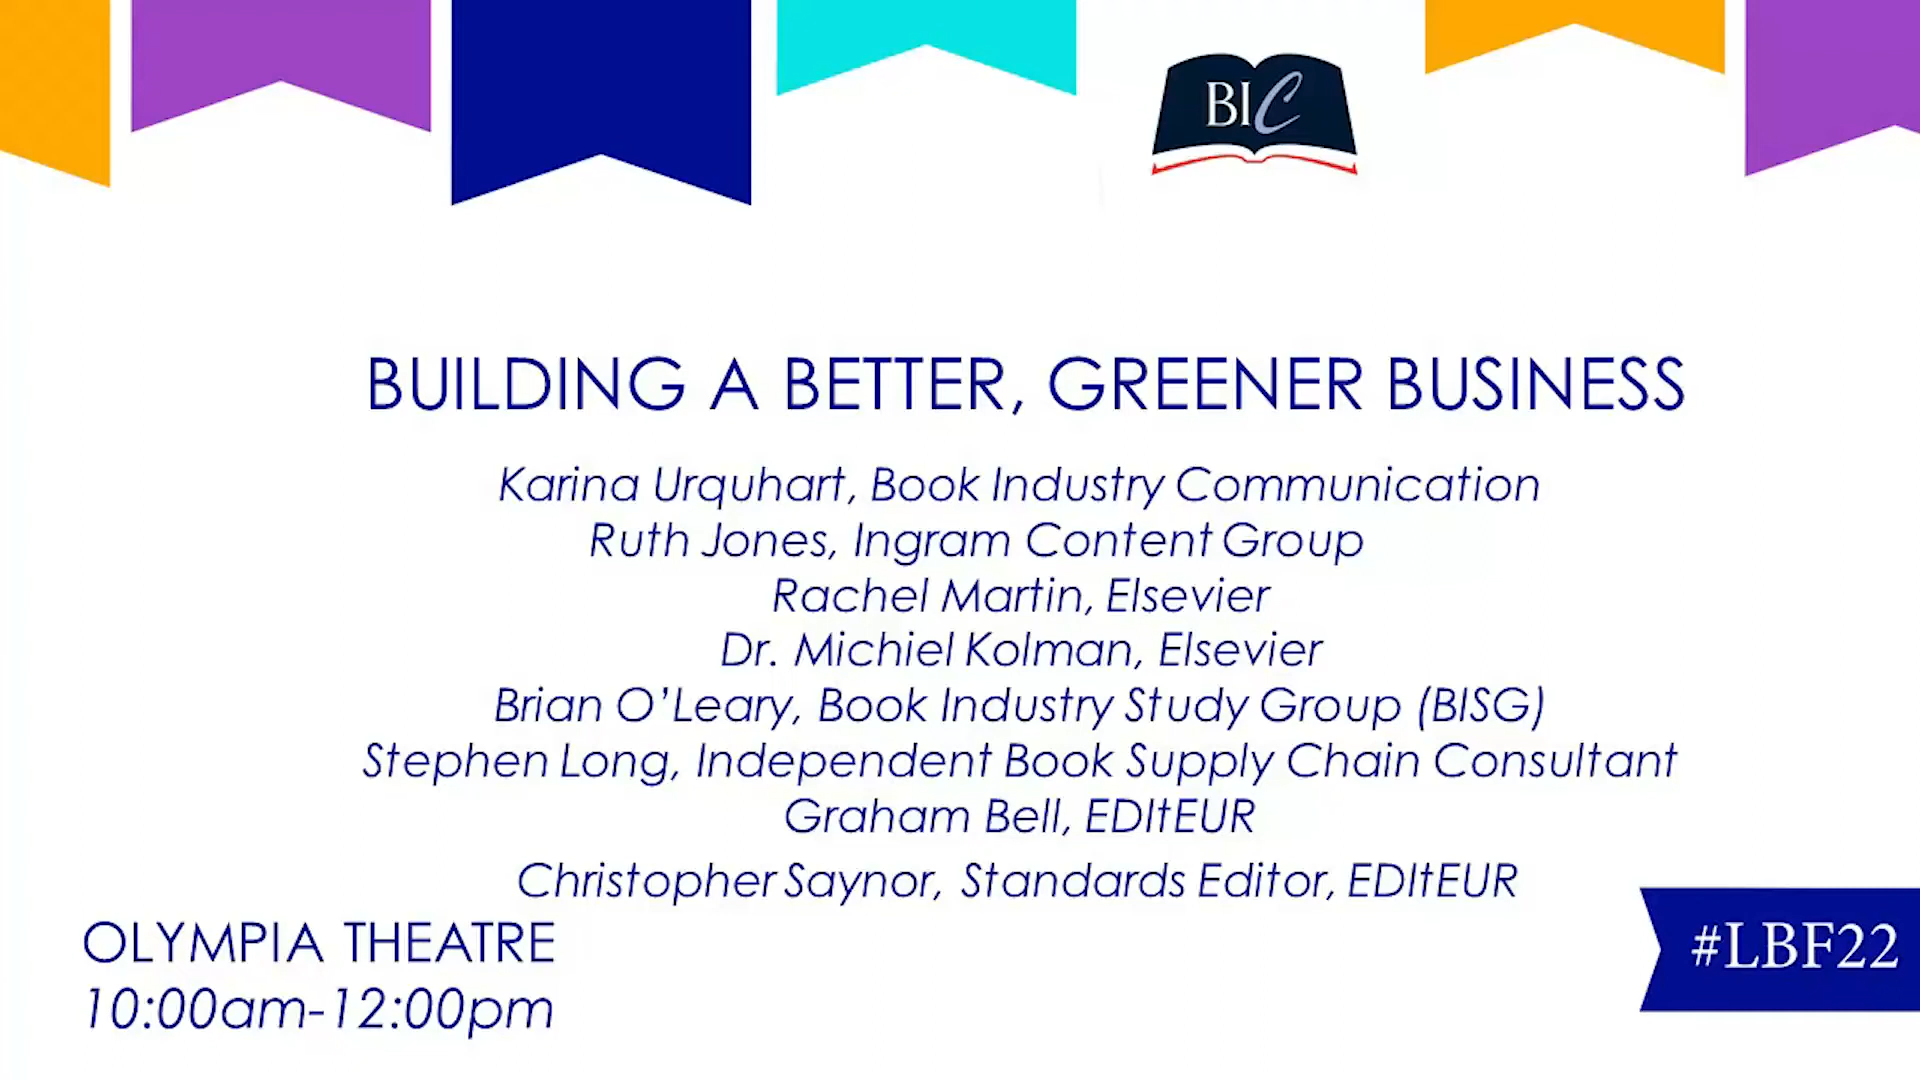 BIC
BUILDING A BETTER, GREENER BUSINESS
Karina Urquhart, Book Industry Communication
Ruth Jones, Ingram Content Group
Rachel Martin, Elsevier
Dr. Michiel Kolman, Elsevier
Brian O’Leary, Book Industry Study Group (BISG)
Stephen Long, Independent Book Supply Chain Consultant
Graham Bell, EDItEUR
Christopher Saynor, Standards Editor, EDItEUR
OLYMPIA THEATRE
10:00am-12:00pm
#LBF22